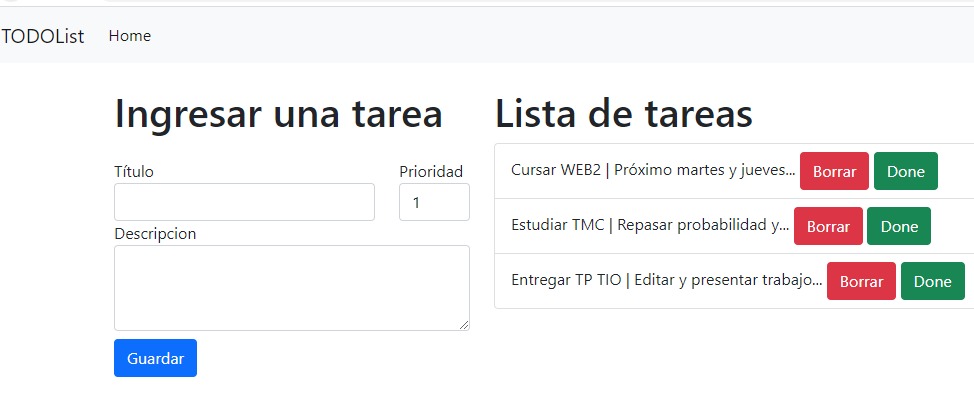 TODOList Home
Ingresar una tarea
Título Prioridad
1
Descripcion
Guardar
Lista de tareas
Cursar WEB2 | Próximo martes y jueves... Borrar Done
Estudiar TMC | Repasar probabilidad y... Borrar Done
Entregar TP TIO | Editar y presentar trabajo... Borrar Done